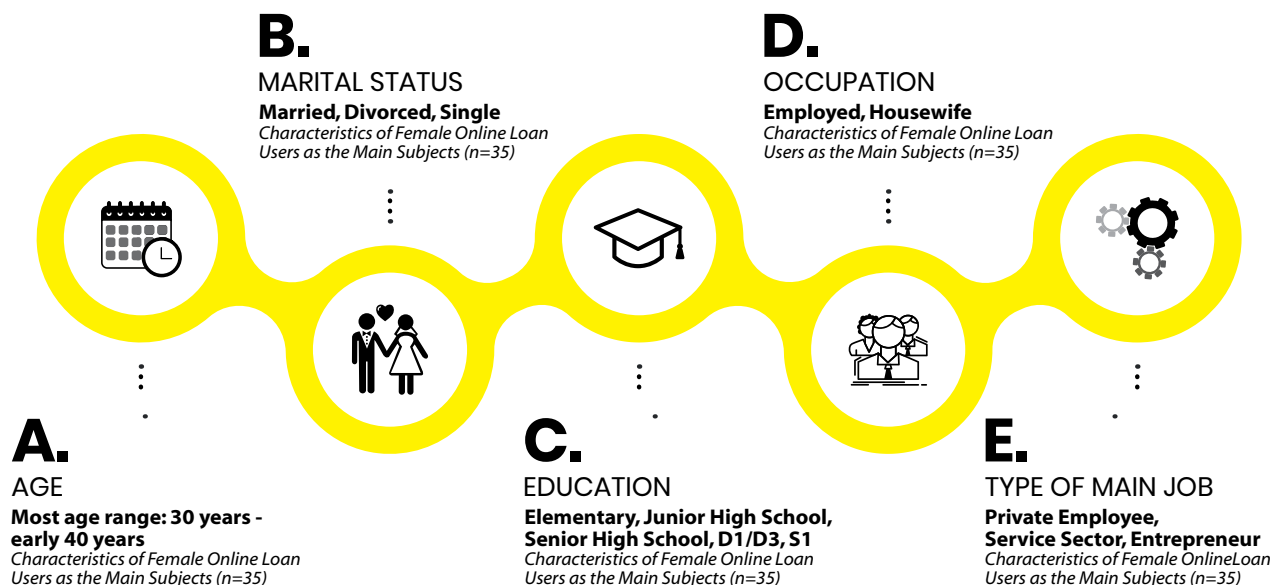 A.
AGE
Most age range: 30 years -
early 40 years
Characteristics of Female Online Loan
Users as the Main Subjects (n=35)
B.
MARITAL STATUS
Married, Divorced, Single
Characteristics of Female Online Loan
Users as the Main Subjects (n=35)
C.
EDUCATION
Elementary, Junior High School,
Senior High School, D1/D3, S1
Characteristics of Female Online Loan
Users as the Main Subjects (n=35)
D.
OCCUPATION
Employed, Housewife
Characteristics of Female Online Loan
Users as the Main Subjects (n=35)
E.
TYPE OF MAIN JOB
Private Employee,
Service Sector, Entrepreneur
Characteristics of Female OnlineLoan
Users as the Main Subjects (n=35)